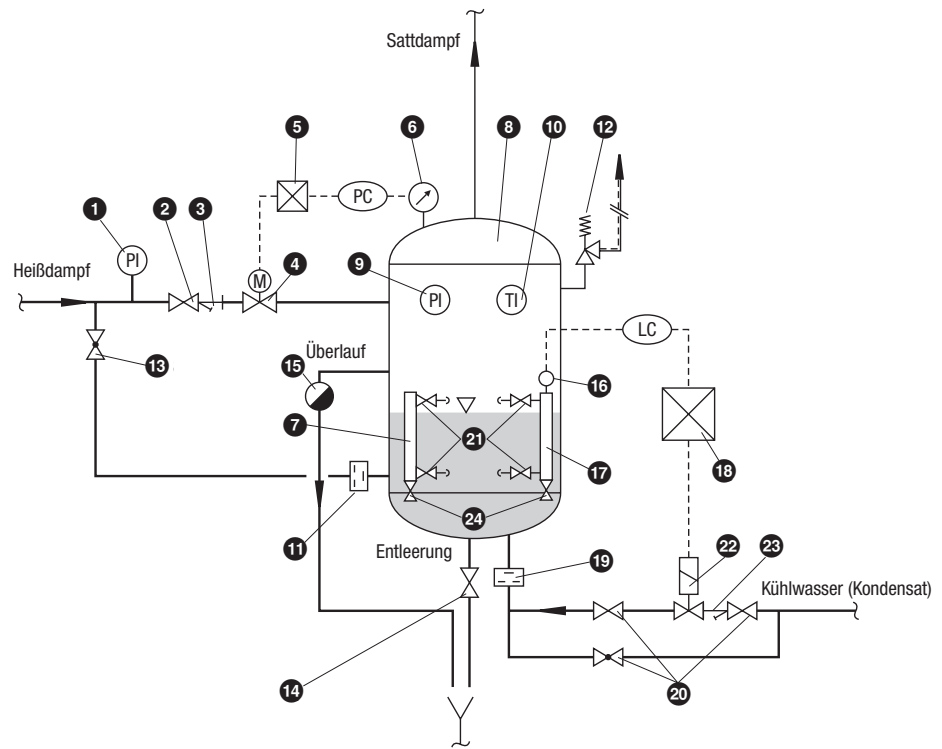 Sattdampf
5
6
8
10
12
1
2
3
PC
PI
4
M
Heißdampf
9
PI
TI
LC
13
Überlauf
15
16
7
21
17
18
24
11
Entleerung
19
22
23
Kühlwasser (Kondensat)
14
20